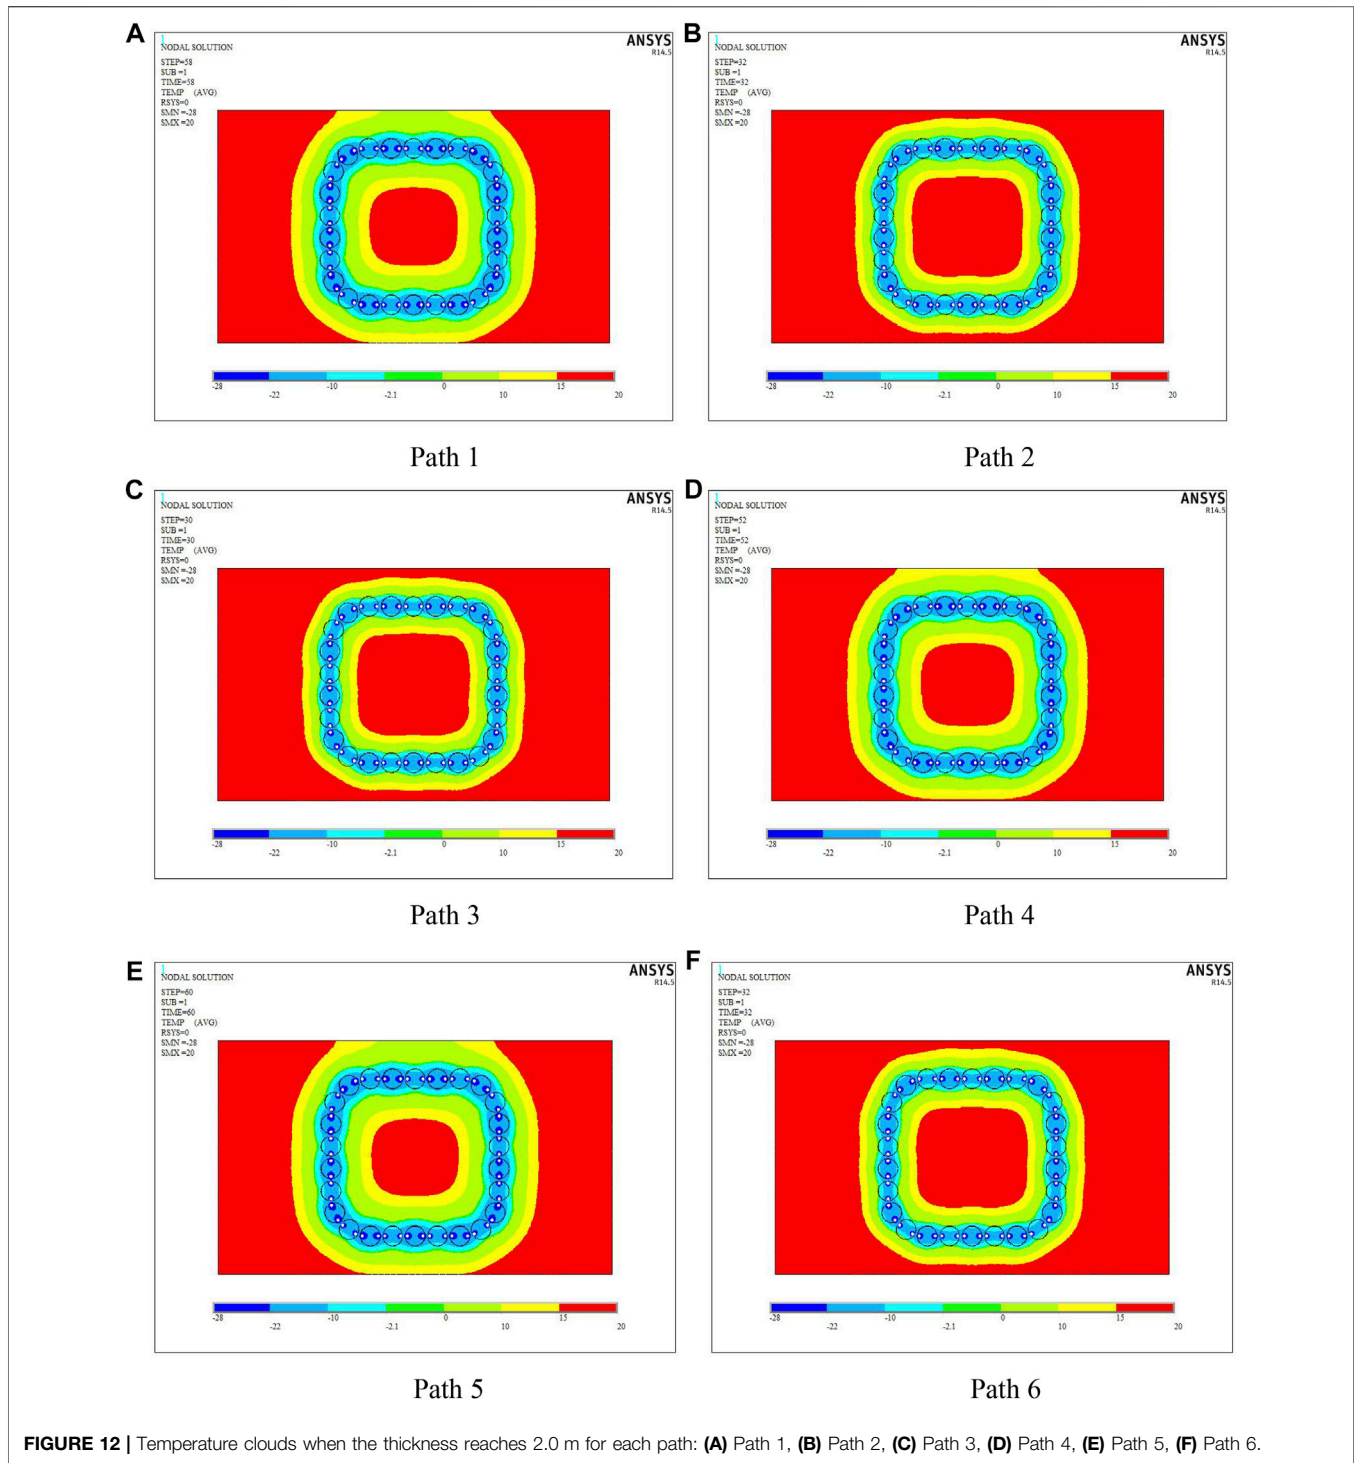 A
1
NODAL SOLUTION
STEP=58
SUB =1
TIME=58
TEMP (AVG)
RSYS=0
SMN =-28
SMX =20
ANSYS
R14.5
-28 -22 -10 -2.1 0 10 15 20
Path 1
B
1
NODAL SOLUTION
STEP=32
SUB =1
TIME=32
TEMP (AVG)
RSYS=0
SMN =-28
SMX =20
ANSYS
R14.5
-28 -22 -10 -2.1 0 10 15 20
Path 2
C
1
NODAL SOLUTION
STEP=30
SUB =1
TIME=30
TEMP (AVG)
RSYS=0
SMN =-28
SMX =20
ANSYS
R14.5
-28 -22 -10 -2.1 0 10 15 20
Path 3
D
1
NODAL SOLUTION
STEP=52
SUB =1
TIME=52
TEMP (AVG)
RSYS=0
SMN =-28
SMX =20
ANSYS
R14.5
-28 -22 -10 -2.1 0 10 15 20
Path 4
E
1
NODAL SOLUTION
STEP=60
SUB =1
TIME=60
TEMP (AVG)
RSYS=0
SMN =-28
SMX =20
ANSYS
R14.5
-28 -22 -10 -2.1 0 10 15 20
Path 5
F
1
NODAL SOLUTION
STEP=32
SUB =1
TIME=32
TEMP (AVG)
RSYS=0
SMN =-28
SMX =20
ANSYS
R14.5
-28 -22 -10 -2.1 0 10 15 20
Path 6
FIGURE 12 | Temperature clouds when the thickness reaches 2.0 m for each path: (A) Path 1, (B) Path 2, (C) Path 3, (D) Path 4, (E) Path 5, (F) Path 6.